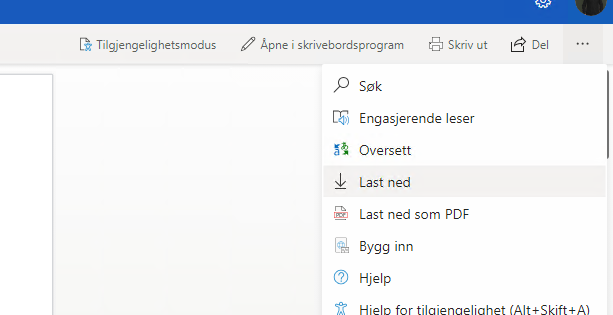 Tilgjengelighetsmodus Åpne i skrivebordsprogram Skriv ut Del ...
Søk
Engasjerende leser
Oversett
Last ned
PDF Last ned som PDF
Bygg inn
Hjelp
Hjelp for tilgjengelighet (Alt+Skift+A)